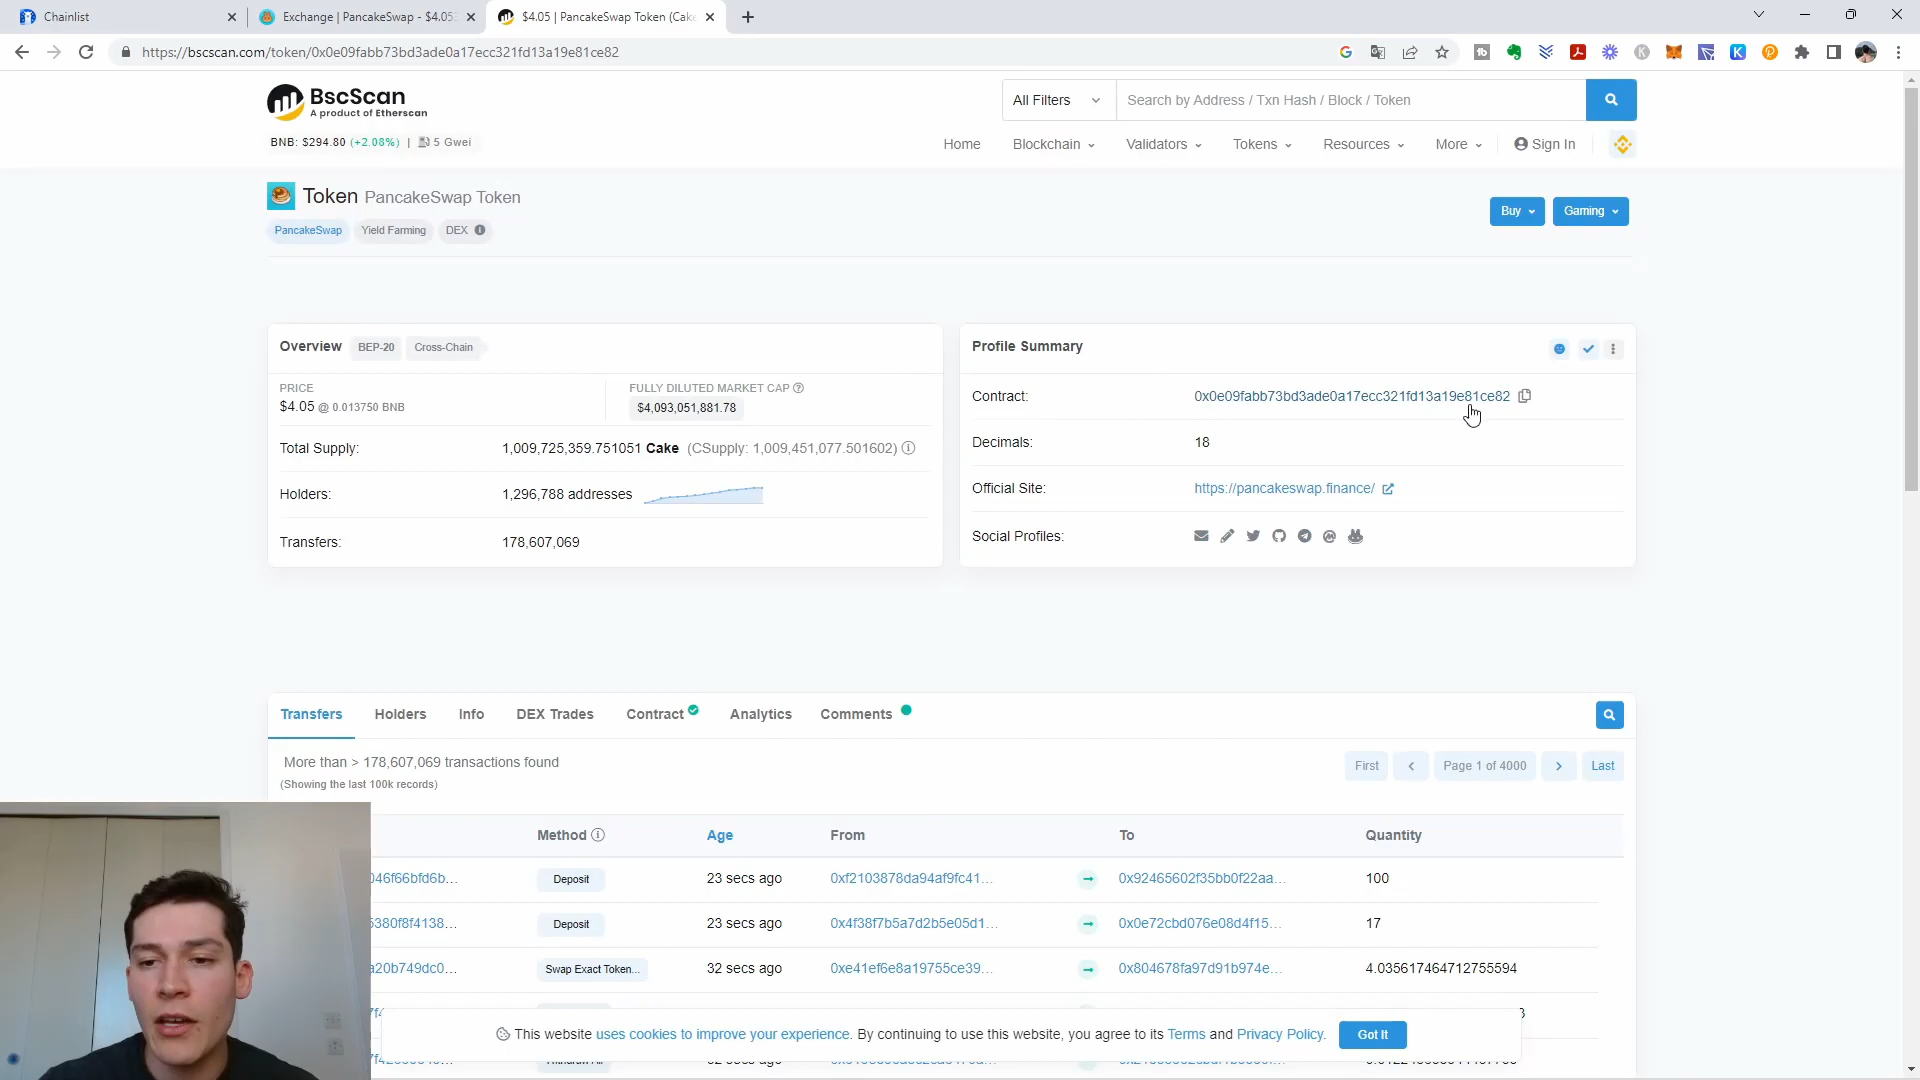 Chainlist
Exchange | PancakeSwap - $4.05
$4.05 | PancakeSwap Token (Cake
https://bscscan.com/token/0x0e09fabb73bd3ade0a17ecc321fd13a19e81ce82
BscScan
A product of Etherscan
All Filters
Search by Address / Txn Hash / Block / Token
BNB: $294.80 (+2.08%) | 5 Gwei
Home Blockchain Validators Tokens Resources More Sign In
Token PancakeSwap Token
PancakeSwap Yield Farming DEX
Buy Gaming
Overview BEP-20 Cross-Chain
PRICE
$4.05 @ 0.013750 BNB
FULLY DILUTED MARKET CAP
$4,093,051,881.78
Total Supply: 1,009,725,359.751051 Cake (CSupply: 1,009,451,077.501602)
Holders: 1,296,788 addresses
Transfers: 178,607,069
Profile Summary
Contract: 0x0e09fabb73bd3ade0a17ecc321fd13a19e81ce82
Decimals: 18
Official Site: https://pancakeswap.finance/
Social Profiles:
Transfers Holders Info DEX Trades Contract Analytics Comments
More than > 178,607,069 transactions found
(Showing the last 100k records)
First Page 1 of 4000 Last
Method Age From To Quantity
046f66bfd6b... Deposit 23 secs ago 0xf2103878da94af9fc41... 0x92465602f35bb0f22aa... 100
5380f8f4138... Deposit 23 secs ago 0x4f38f7b5a7d2b5e05d1... 0x0e72cbd076e08d4f15... 17
a20b749dc0... Swap Exact Token... 32 secs ago 0xe41ef6e8a19755ce39... 0x804678fa97d91b974e... 4.035617464712755594
This website uses cookies to improve your experience. By continuing to use this website, you agree to its Terms and Privacy Policy. Got It